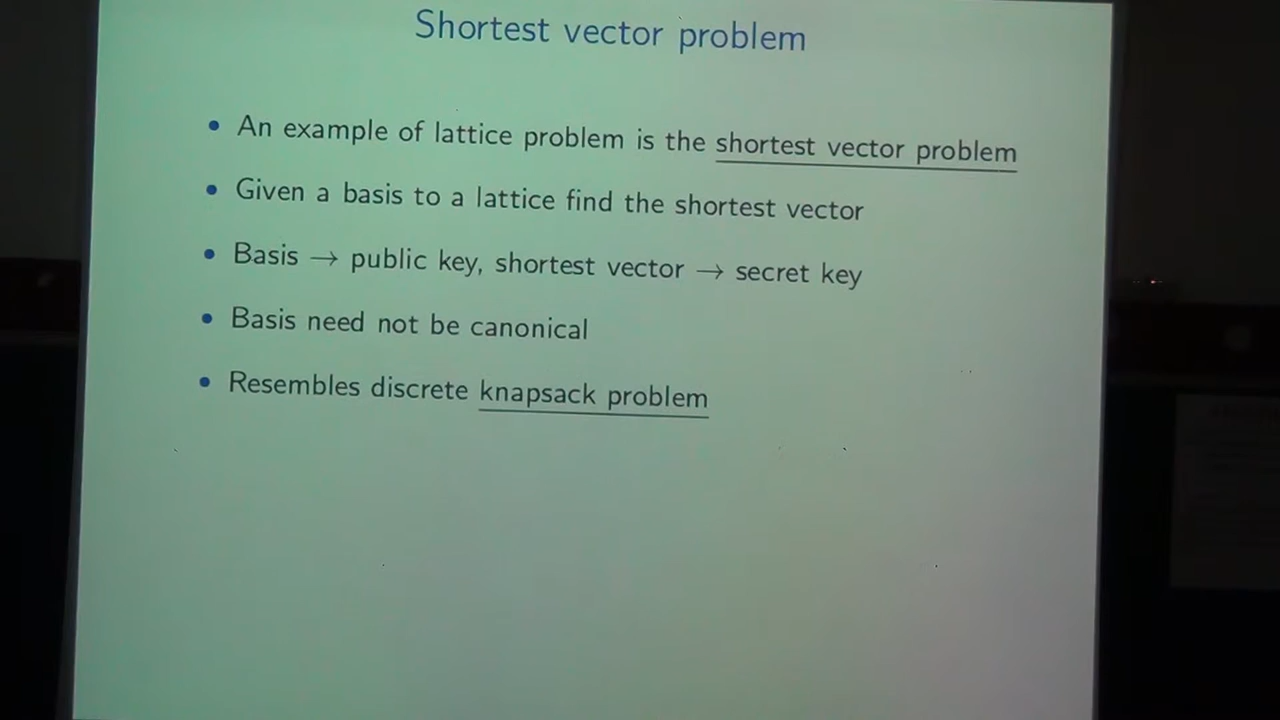 Shortest vector problem
• An example of lattice problem is the shortest vector problem
• Given a basis to a lattice find the shortest vector
• Basis → public key, shortest vector → secret key
• Basis need not be canonical
• Resembles discrete knapsack problem